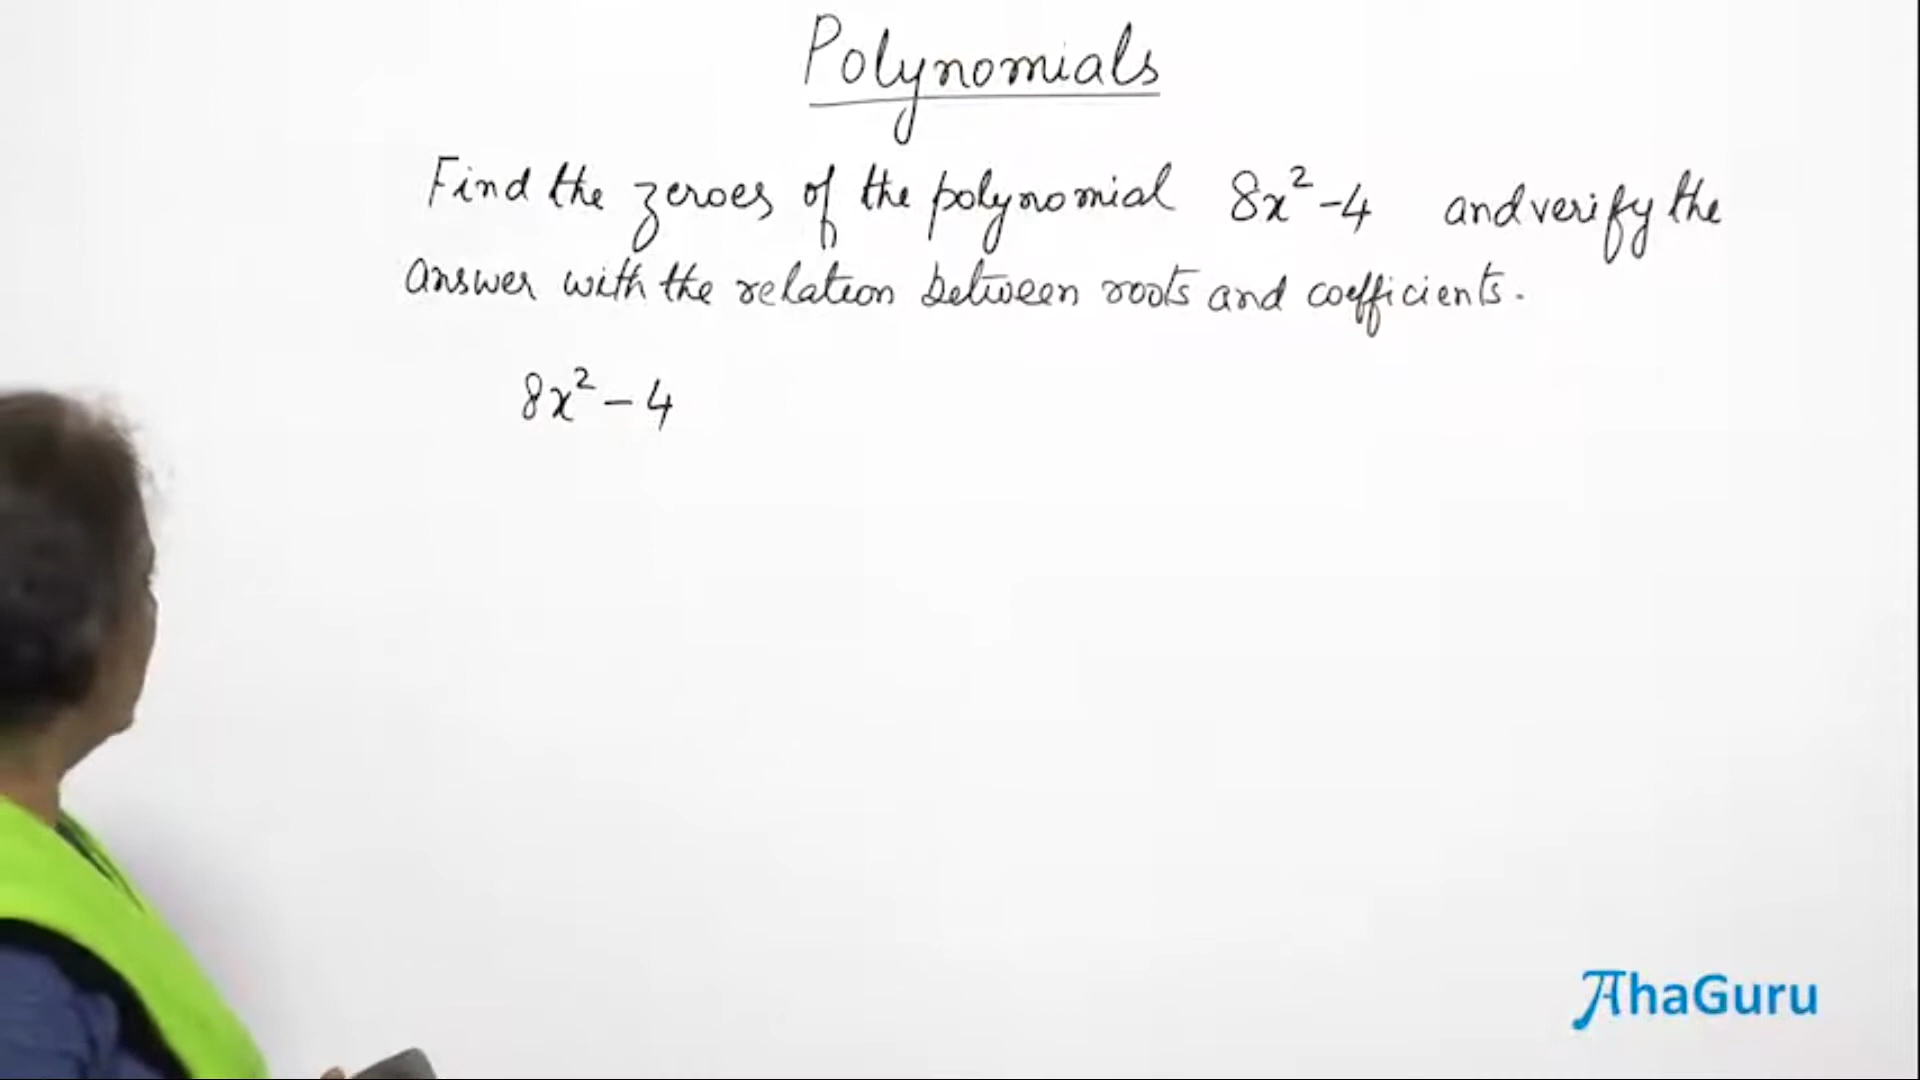 Polynomials
Find the zeroes of the polynomial 8x² -4 and verify the
answer with the relation between roots and coefficients.
8x² - 4
AhaGuru